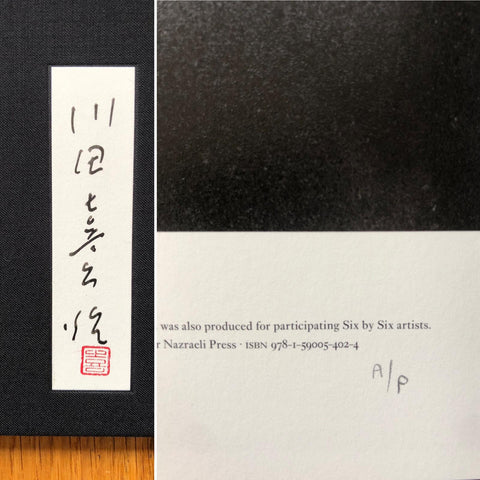 川田喜久治
was also produced for participating Six by Six artists.
r Nazraeli Press · ISBN 978-1-59005-402-4
A/P